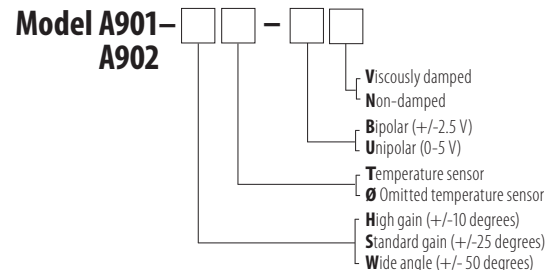 Model A901– –
A902
Viscously damped
Non-damped
Bipolar (+/-2.5 V)
Unipolar (0-5 V)
Temperature sensor
Ø Omitted temperature sensor
High gain (+/-10 degrees)
Standard gain (+/-25 degrees)
Wide angle (+/- 50 degrees)